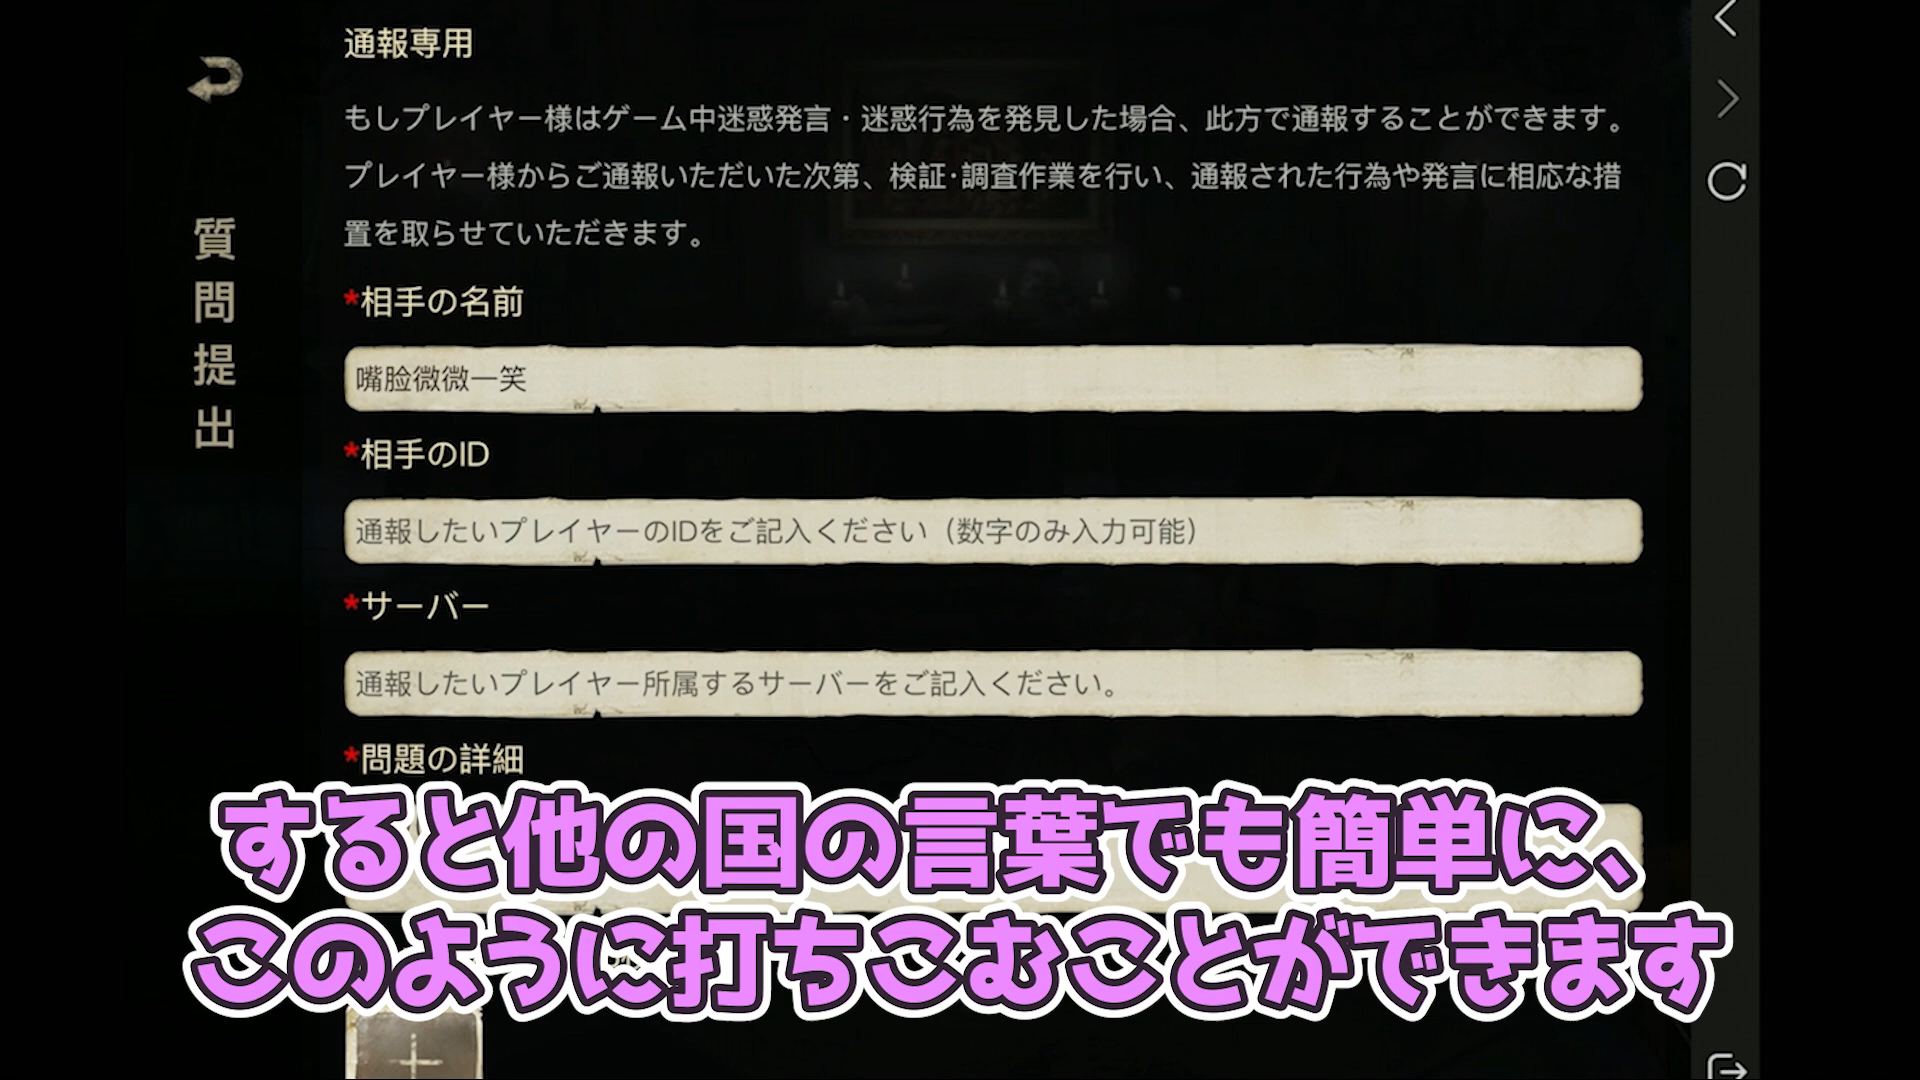 通報専用
もしプレイヤー様はゲーム中迷惑発言・迷惑行為を発見した場合、此方で通報することができます。
プレイヤー様からご通報いただいた次第、検証·調査作業を行い、通報された行為や発言に相応な措
置を取らせていただきます。
質問提出
*相手の名前
嘴脸微微一笑
*相手のID
通報したいプレイヤーのIDをご記入ください（数字のみ入力可能）
*サーバー
通報したいプレイヤー所属するサーバーをご記入ください。
*問題の詳細
すると他の国の言葉でも簡単に、
このように打ちこむことができます